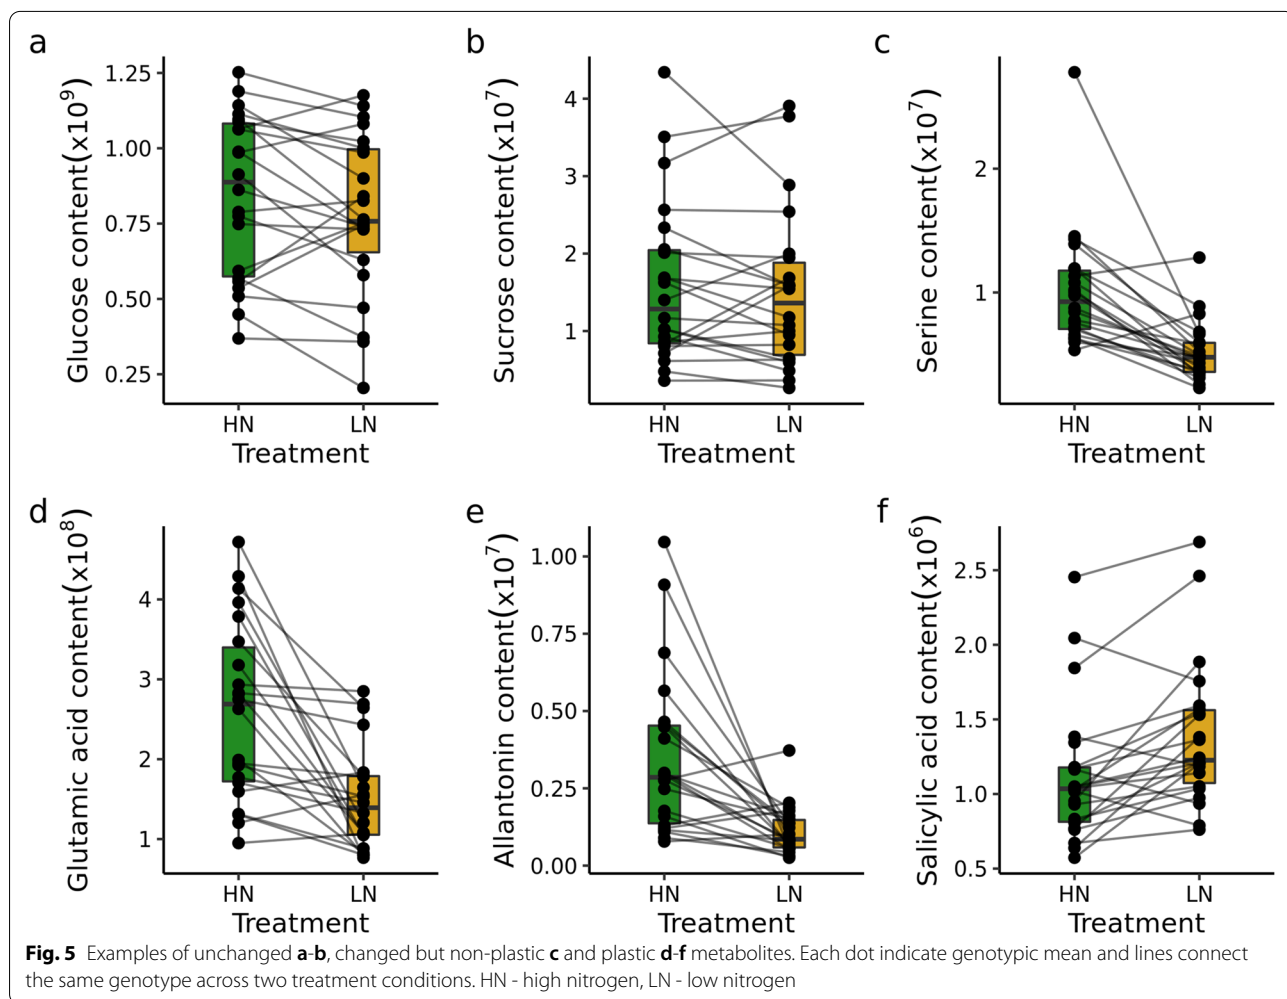 a
Glucose content(x10⁹)
1.25
1.00
0.75
0.50
0.25
HN LN
Treatment
b
Sucrose content(x10⁷)
4
3
2
1
HN LN
Treatment
c
Serine content(x10⁷)
2
1
HN LN
Treatment
d
Glutamic acid content(x10⁸)
4
3
2
1
HN LN
Treatment
e
Allantonin content(x10⁷)
1.00
0.75
0.50
0.25
0.00
HN LN
Treatment
f
Salicylic acid content(x10⁶)
2.5
2.0
1.5
1.0
0.5
HN LN
Treatment
Fig. 5 Examples of unchanged a-b, changed but non-plastic c and plastic d-f metabolites. Each dot indicate genotypic mean and lines connect
the same genotype across two treatment conditions. HN - high nitrogen, LN - low nitrogen